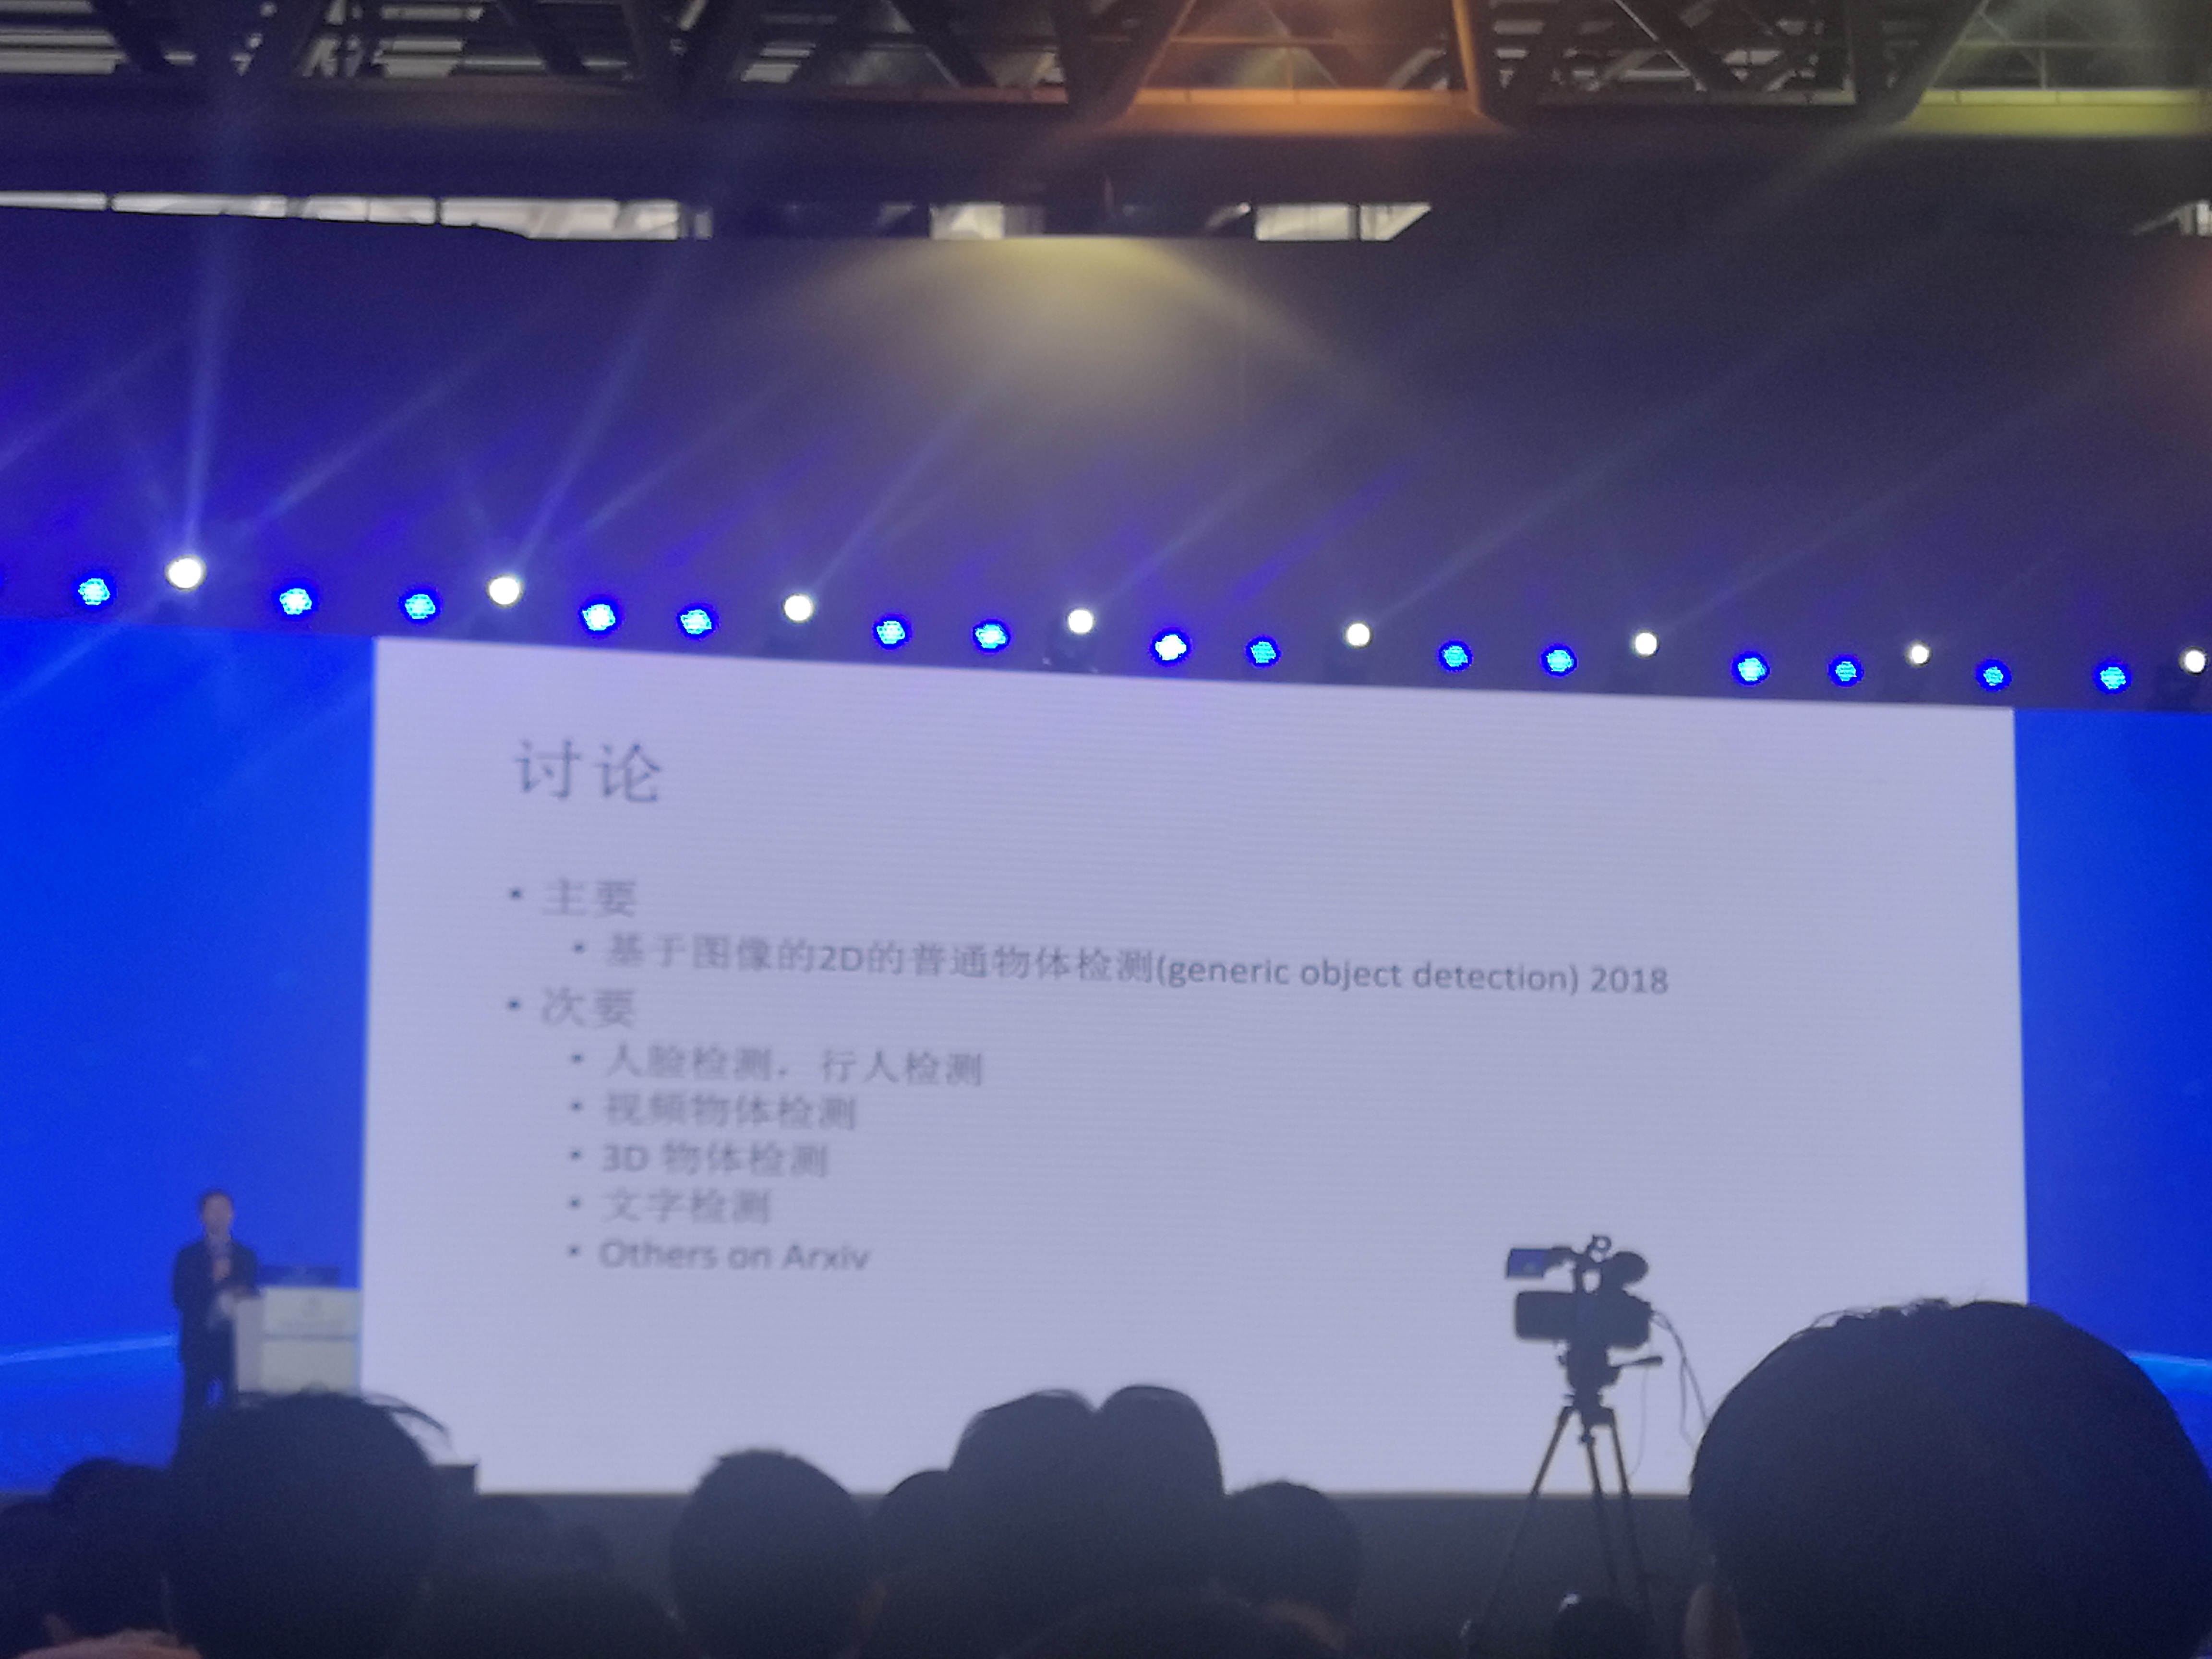 讨论
• 主要
• 基于图像的2D的普通物体检测(generic object detection) 2018
• 次要
• 人脸检测，行人检测
• 视频物体检测
• 3D 物体检测
• 文字检测
• Others on Arxiv